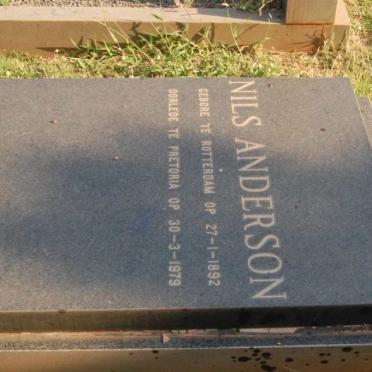 NILS ANDERSON
GEBORE TE ROTTERDAM OP 27-1-1892
OORLEDE TE PRETORIA OP 30-3-1979